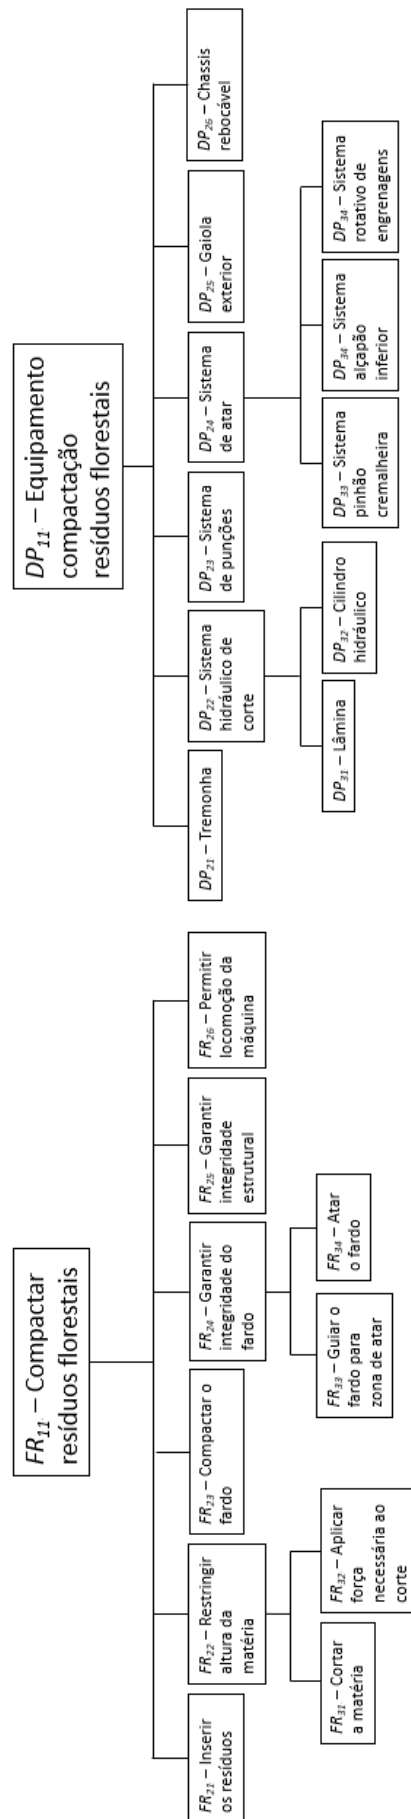 FR11.– Compactar
resíduos florestais
FR21 – Inserir
os resíduos
FR22 – Restringir
altura da
matéria
FR23 – Compactar o
fardo
FR24 – Garantir
integridade do
fardo
FR25 – Garantir
integridade
estrutural
FR26 – Permitir
locomoção da
máquina
FR31 – Cortar
a matéria
FR32 – Aplicar
força
necessária ao
corte
FR33 – Guiar o
fardo para
zona de atar
FR34 – Atar
o fardo
DP11.– Equipamento
compactação
resíduos florestais
DP21 – Tremonha
DP22 – Sistema
hidráulico de
corte
DP23 – Sistema
de punções
DP24 – Sistema
de atar
DP25 – Gaiola
exterior
DP26 – Chassis
rebocável
DP31 – Lâmina
DP32 – Cilindro
hidráulico
DP33 – Sistema
pinhão
cremalheira
DP34 – Sistema
alçapão
inferior
DP34 – Sistema
rotativo de
engrenagens